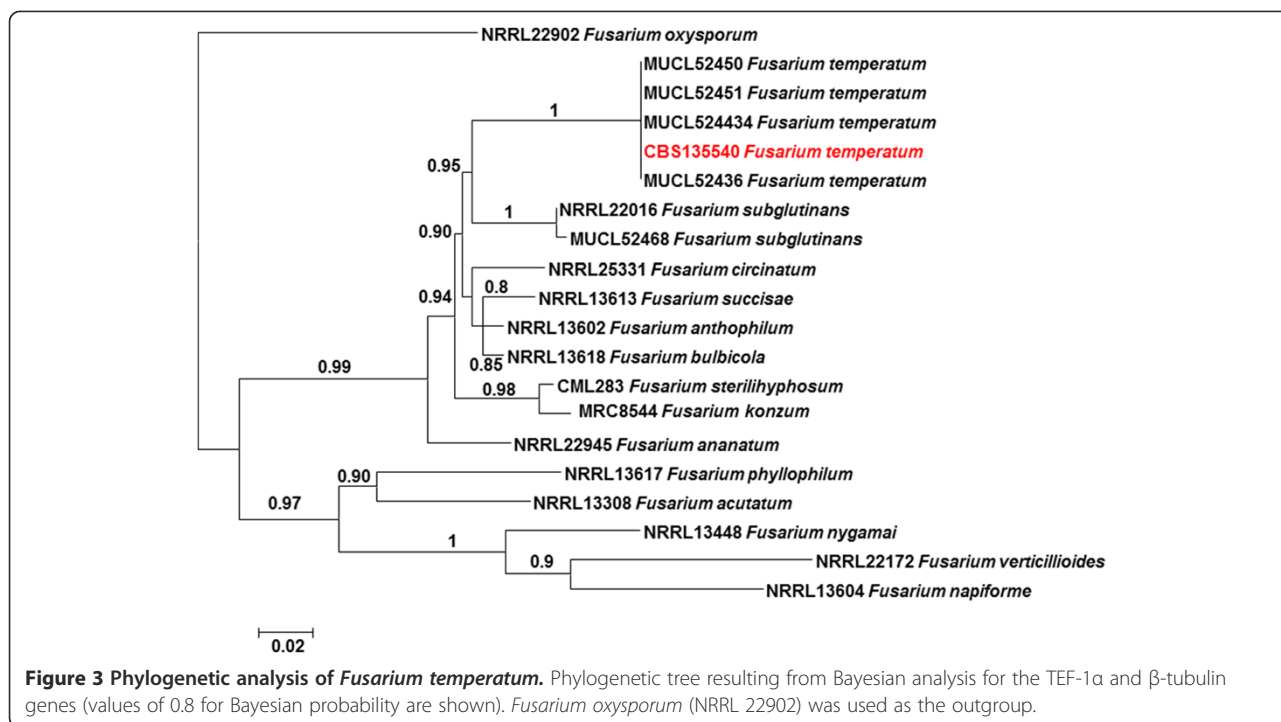 NRRL22902 Fusarium oxysporum
MUCL52450 Fusarium temperatum
MUCL52451 Fusarium temperatum
1
MUCL524434 Fusarium temperatum
CBS135540 Fusarium temperatum
0.95
MUCL52436 Fusarium temperatum
1
NRRL22016 Fusarium subglutinans
0.90
MUCL52468 Fusarium subglutinans
NRRL25331 Fusarium circinatum
0.94
0.8
NRRL13613 Fusarium succisae
NRRL13602 Fusarium anthophilum
NRRL13618 Fusarium bulbicola
0.85
0.99
CML283 Fusarium sterilihyphosum
0.98
MRC8544 Fusarium konzum
NRRL22945 Fusarium ananatum
0.90
NRRL13617 Fusarium phyllophilum
0.97
NRRL13308 Fusarium acutatum
NRRL13448 Fusarium nygamai
1
NRRL22172 Fusarium verticillioides
0.9
NRRL13604 Fusarium napiforme
0.02
Figure 3 Phylogenetic analysis of Fusarium temperatum. Phylogenetic tree resulting from Bayesian analysis for the TEF-1α and β-tubulin
genes (values of 0.8 for Bayesian probability are shown). Fusarium oxysporum (NRRL 22902) was used as the outgroup.